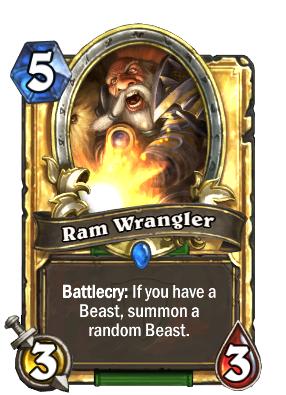 5
Ram Wrangler
Battlecry: If you have a
Beast, summon a
random Beast.
3 3